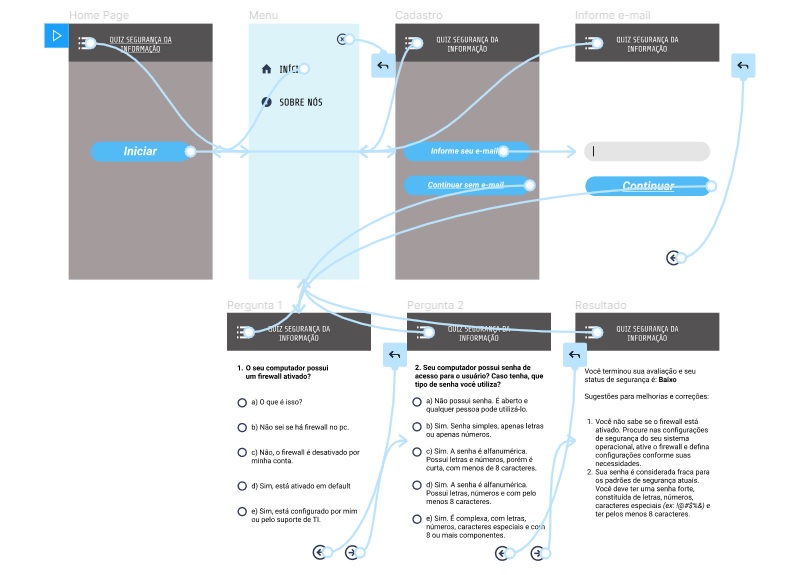 Home Page
QUIZ SEGURANÇA DA
INFORMAÇÃO
Iniciar
Menu
INÍCI
SOBRE NÓS
Cadastro
QUIZ SEGURANÇA DA
INFORMAÇÃO
Informe seu e-mail
Continuar sem e-mail
Informe e-mail
QUIZ SEGURANÇA DA
INFORMAÇÃO
Continuar
Pergunta 1
QUIZ SEGURANÇA DA
INFORMAÇÃO
1. O seu computador possui
um firewall ativado?
a) O que é isso?
b) Não sei se há firewall no pc.
c) Não, o firewall é desativado por
minha conta.
d) Sim, está ativado em default
e) Sim, está configurado por mim
ou pelo suporte de TI.
Pergunta 2
QUIZ SEGURANÇA DA
INFORMAÇÃO
2. Seu computador possui senha de
acesso para o usuário? Caso tenha, que
tipo de senha você utiliza?
a) Não possui senha. É aberto e
qualquer pessoa pode utilizá-lo.
b) Sim. Senha simples, apenas letras
ou apenas números.
c) Sim. A senha é alfanumérica.
Possui letras e números, porém é
curta, com menos de 8 caracteres.
d) Sim. A senha é alfanumérica.
Possui letras, números e com pelo
menos 8 caracteres.
e) Sim. É complexa, com letras,
números, caracteres especiais e com
8 ou mais componentes.
Resultado
QUIZ SEGURANÇA DA
INFORMAÇÃO
Você terminou sua avaliação e seu
status de segurança é: Baixo
Sugestões para melhorias e correções:
1. Você não sabe se o firewall está
ativado. Procure nas configurações
de segurança do seu sistema
operacional, ative o firewall e defina
configurações conforme suas
necessidades.
2. Sua senha é considerada fraca para
os padrões de segurança atuais.
Você deve ter uma senha forte,
constituída de letras, números,
caracteres especiais (ex: !@#$%&) e
ter pelos menos 8 caracteres.